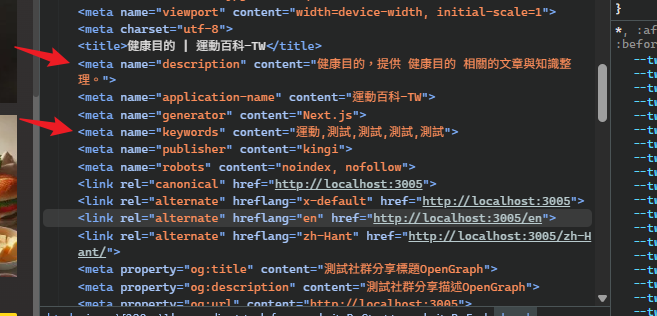 <meta name="viewport" content="width=device-width, initial-scale=1">
<meta charset="utf-8">
<title>健康目的 | 運動百科-TW</title>
<meta name="description" content="健康目的，提供 健康目的 相關的文章與知識整
理。">
<meta name="application-name" content="運動百科-TW">
<meta name="generator" content="Next.js">
<meta name="keywords" content="運動,測試,測試,測試,測試">
<meta name="publisher" content="kingi">
<meta name="robots" content="noindex, nofollow">
<link rel="canonical" href="http://localhost:3005">
<link rel="alternate" hreflang="x-default" href="http://localhost:3005">
<link rel="alternate" hreflang="en" href="http://localhost:3005/en">
<link rel="alternate" hreflang="zh-Hant" href="http://localhost:3005/zh-H
ant/">
<meta property="og:title" content="測試社群分享標題OpenGraph">
<meta property="og:description" content="測試社群分享描述OpenGraph">
<meta property="og:url" content="http://localhost:3005">
}
*, :af
:befor
--tw
--tw
--tw
--tw
--tw
--tw
--tw
--tw
--tw
--tw
--tw
--tw
--tw
--tw